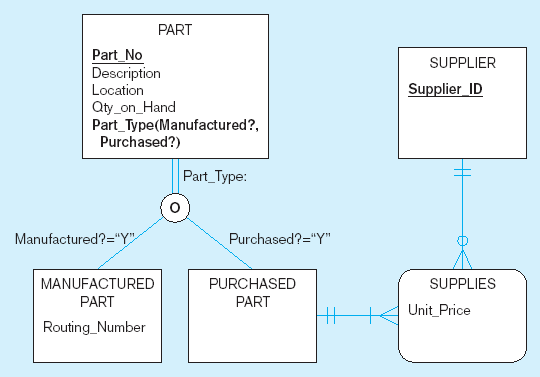 PART
Part_No
Description
Location
Qty_on_Hand
Part_Type(Manufactured?,
Purchased?)
SUPPLIER
Supplier_ID
Part_Type:
O
Manufactured?="Y"
Purchased?=“Y”
MANUFACTURED
PART
Routing_Number
PURCHASED
PART
SUPPLIES
Unit_Price